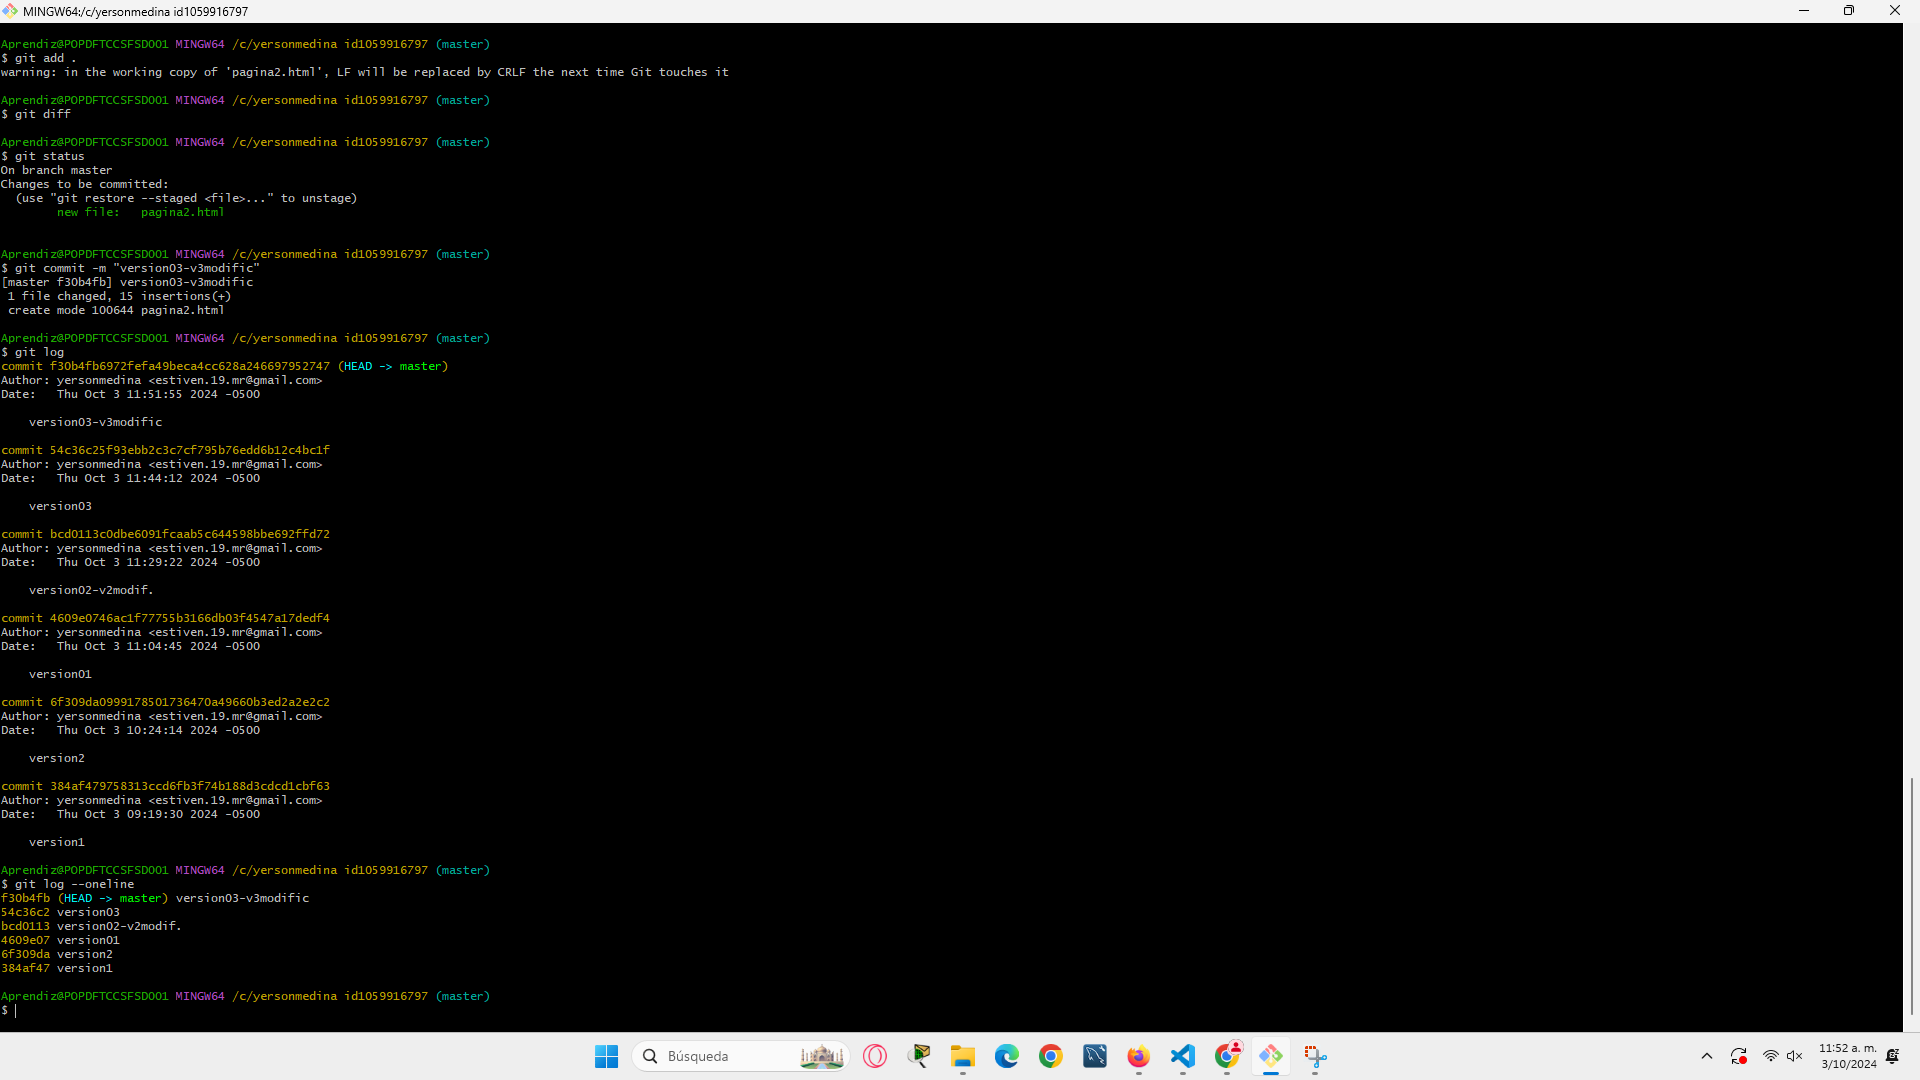 MINGW64:/c/yersonmedina id1059916797
Aprendiz@POPDFTCCSFSD001 MINGW64 /c/yersonmedina id1059916797 (master)
$ git add .
warning: in the working copy of 'pagina2.html', LF will be replaced by CRLF the next time Git touches it
Aprendiz@POPDFTCCSFSD001 MINGW64 /c/yersonmedina id1059916797 (master)
$ git diff
Aprendiz@POPDFTCCSFSD001 MINGW64 /c/yersonmedina id1059916797 (master)
$ git status
On branch master
Changes to be committed:
  (use "git restore --staged <file>..." to unstage)
        new file:   pagina2.html
Aprendiz@POPDFTCCSFSD001 MINGW64 /c/yersonmedina id1059916797 (master)
$ git commit -m "version03-v3modific"
[master f30b4fb] version03-v3modific
 1 file changed, 15 insertions(+)
 create mode 100644 pagina2.html
Aprendiz@POPDFTCCSFSD001 MINGW64 /c/yersonmedina id1059916797 (master)
$ git log
commit f30b4fb6972fefa49beca4cc628a246697952747 (HEAD -> master)
Author: yersonmedina <estiven.19.mr@gmail.com>
Date:   Thu Oct 3 11:51:55 2024 -0500
    version03-v3modific
commit 54c36c25f93ebb2c3c7cf795b76edd6b12c4bc1f
Author: yersonmedina <estiven.19.mr@gmail.com>
Date:   Thu Oct 3 11:44:12 2024 -0500
    version03
commit bcd0113c0dbe6091fcaab5c644598bbe692ffd72
Author: yersonmedina <estiven.19.mr@gmail.com>
Date:   Thu Oct 3 11:29:22 2024 -0500
    version02-v2modif.
commit 4609e0746ac1f77755b3166db03f4547a17dedf4
Author: yersonmedina <estiven.19.mr@gmail.com>
Date:   Thu Oct 3 11:04:45 2024 -0500
    version01
commit 6f309da0999178501736470a49660b3ed2a2e2c2
Author: yersonmedina <estiven.19.mr@gmail.com>
Date:   Thu Oct 3 10:24:14 2024 -0500
    version2
commit 384af479758313ccd6fb3f74b188d3cdcd1cbf63
Author: yersonmedina <estiven.19.mr@gmail.com>
Date:   Thu Oct 3 09:19:30 2024 -0500
    version1
Aprendiz@POPDFTCCSFSD001 MINGW64 /c/yersonmedina id1059916797 (master)
$ git log --oneline
f30b4fb (HEAD -> master) version03-v3modific
54c36c2 version03
bcd0113 version02-v2modif.
4609e07 version01
6f309da version2
384af47 version1
Aprendiz@POPDFTCCSFSD001 MINGW64 /c/yersonmedina id1059916797 (master)
$
Búsqueda
11:52 a. m.
3/10/2024